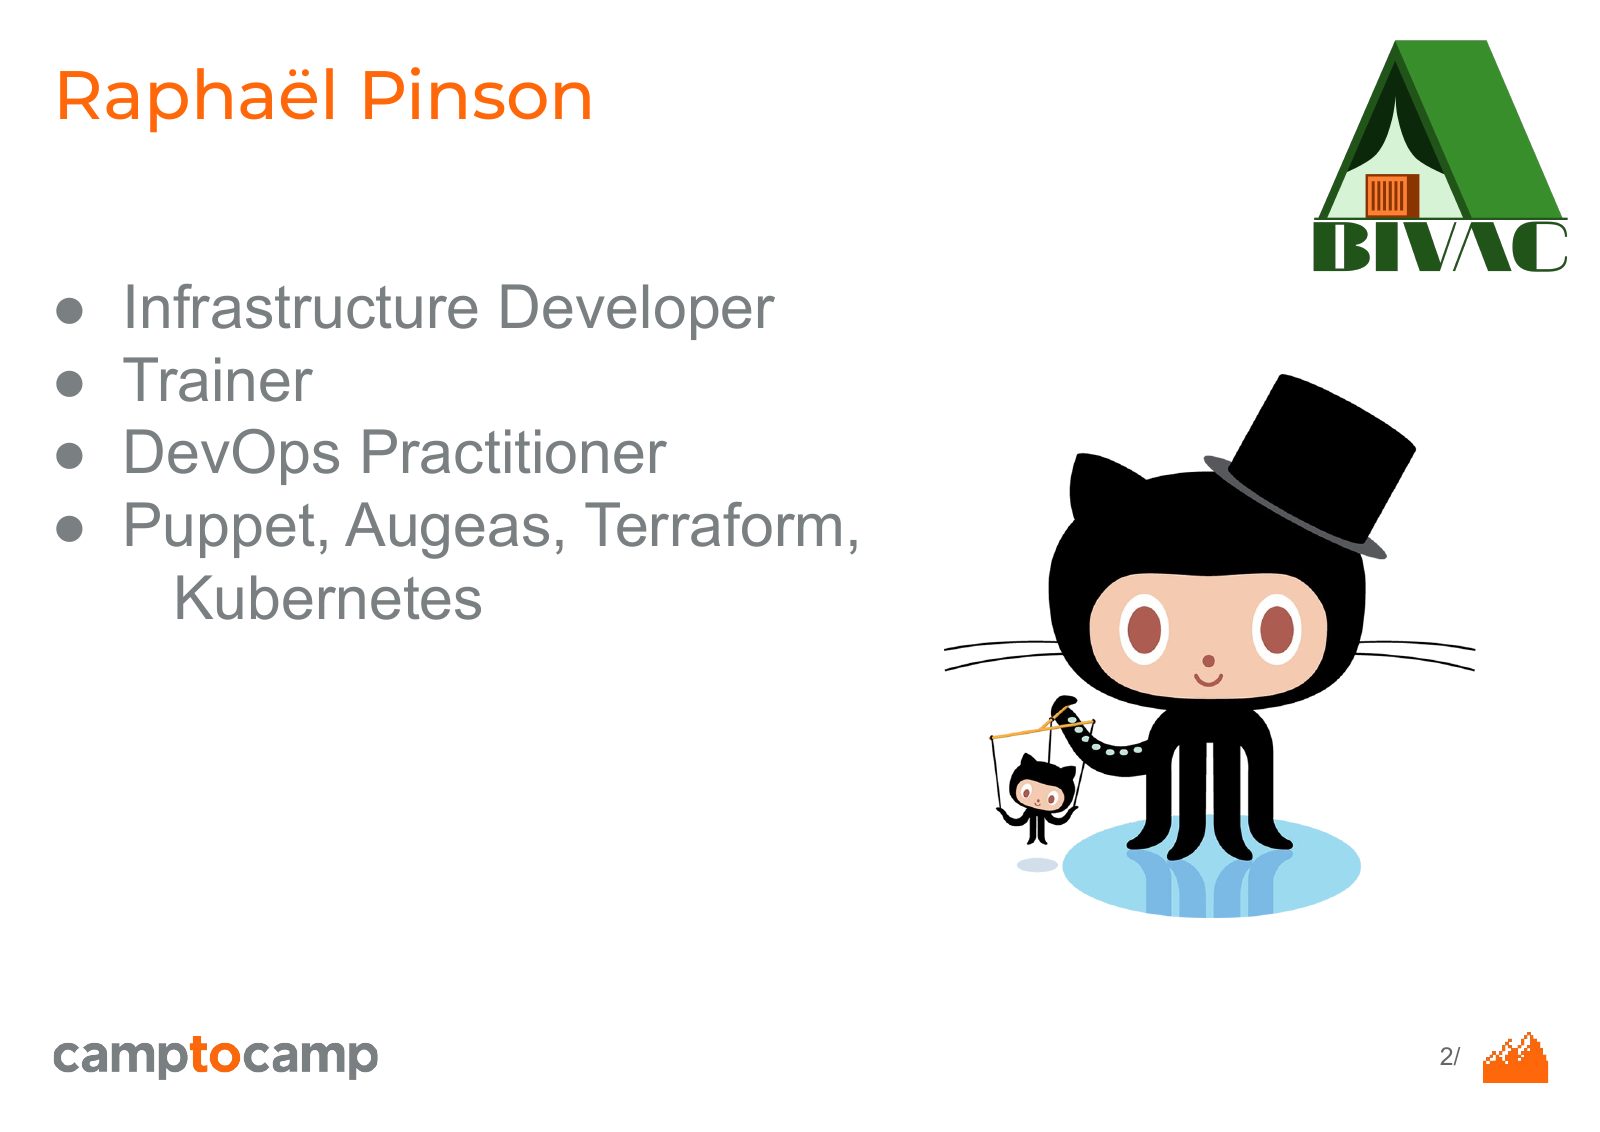 Raphaël Pinson
BIVAC
● Infrastructure Developer
● Trainer
● DevOps Practitioner
● Puppet, Augeas, Terraform,
Kubernetes
camptocamp
2/